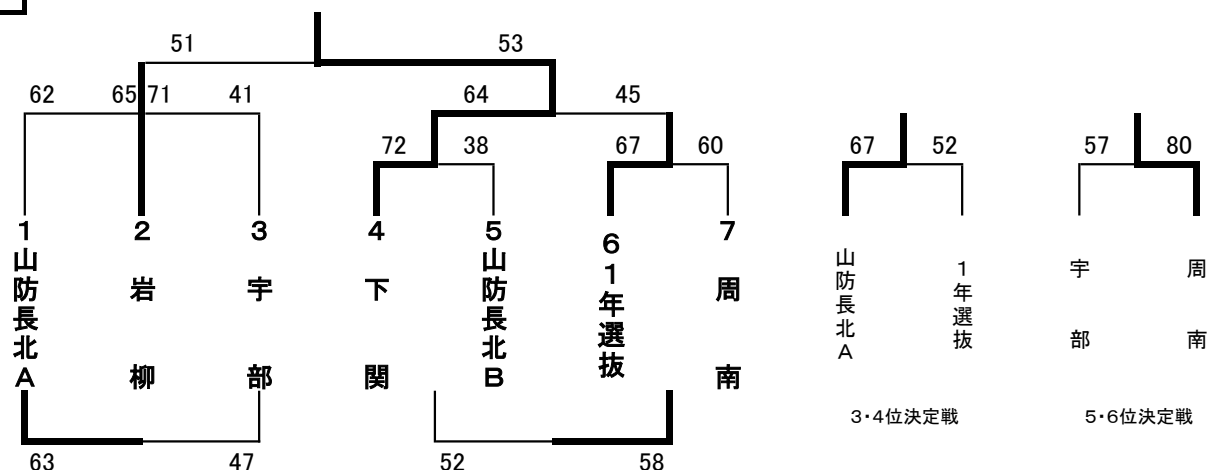 51 53
62 65 71 41 64 45
72 38 67 60 67 52 57 80
1山防長北A
2岩柳
3宇部
4下関
5山防長北B
61年選抜
7周南
山防長北A
1年選抜
宇部
周南
3・4位決定戦 5・6位決定戦
63 47 52 58